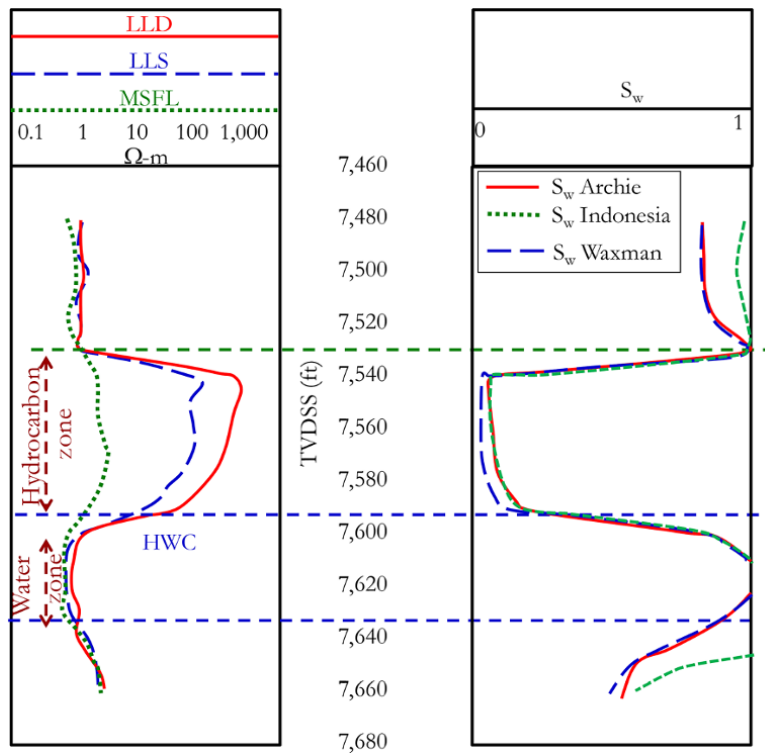 LLD
LLS
MSFL
0.1 1 10 100 1,000
Ω-m
Sw
0 1
Sw Archie
Sw Indonesia
Sw Waxman
7,460
7,480
7,500
7,520
7,540
7,560
7,580
7,600
7,620
7,640
7,660
7,680
TVDSS (ft)
Hydrocarbon
zone
HWC
Water
zone